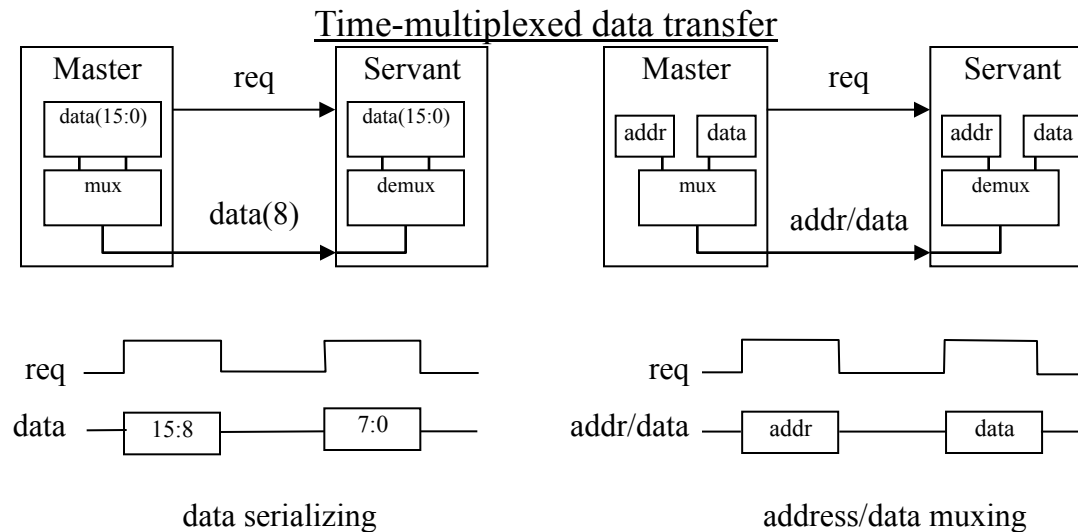 Time-multiplexed data transfer
Master
req
Servant
data(15:0)
data(15:0)
mux
demux
data(8)
req
data
15:8
7:0
data serializing
Master
req
Servant
addr
data
addr
data
mux
demux
addr/data
req
addr/data
addr
data
address/data muxing